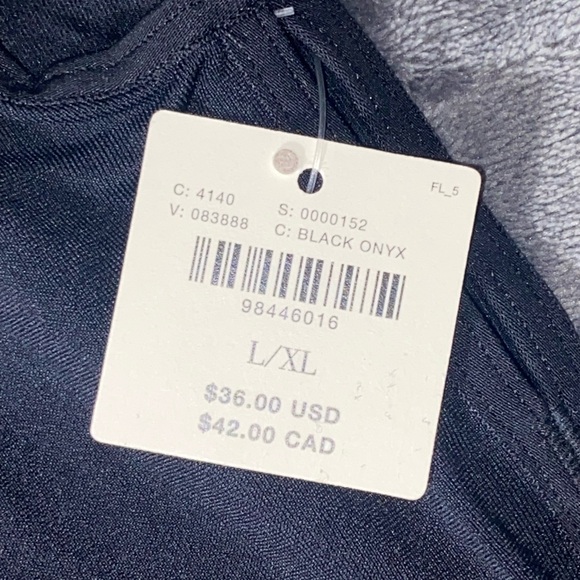 FL_5
C: 4140 S: 0000152
V: 083888 C: BLACK ONYX
98446016
L/XL
$36.00 USD
$42.00 CAD